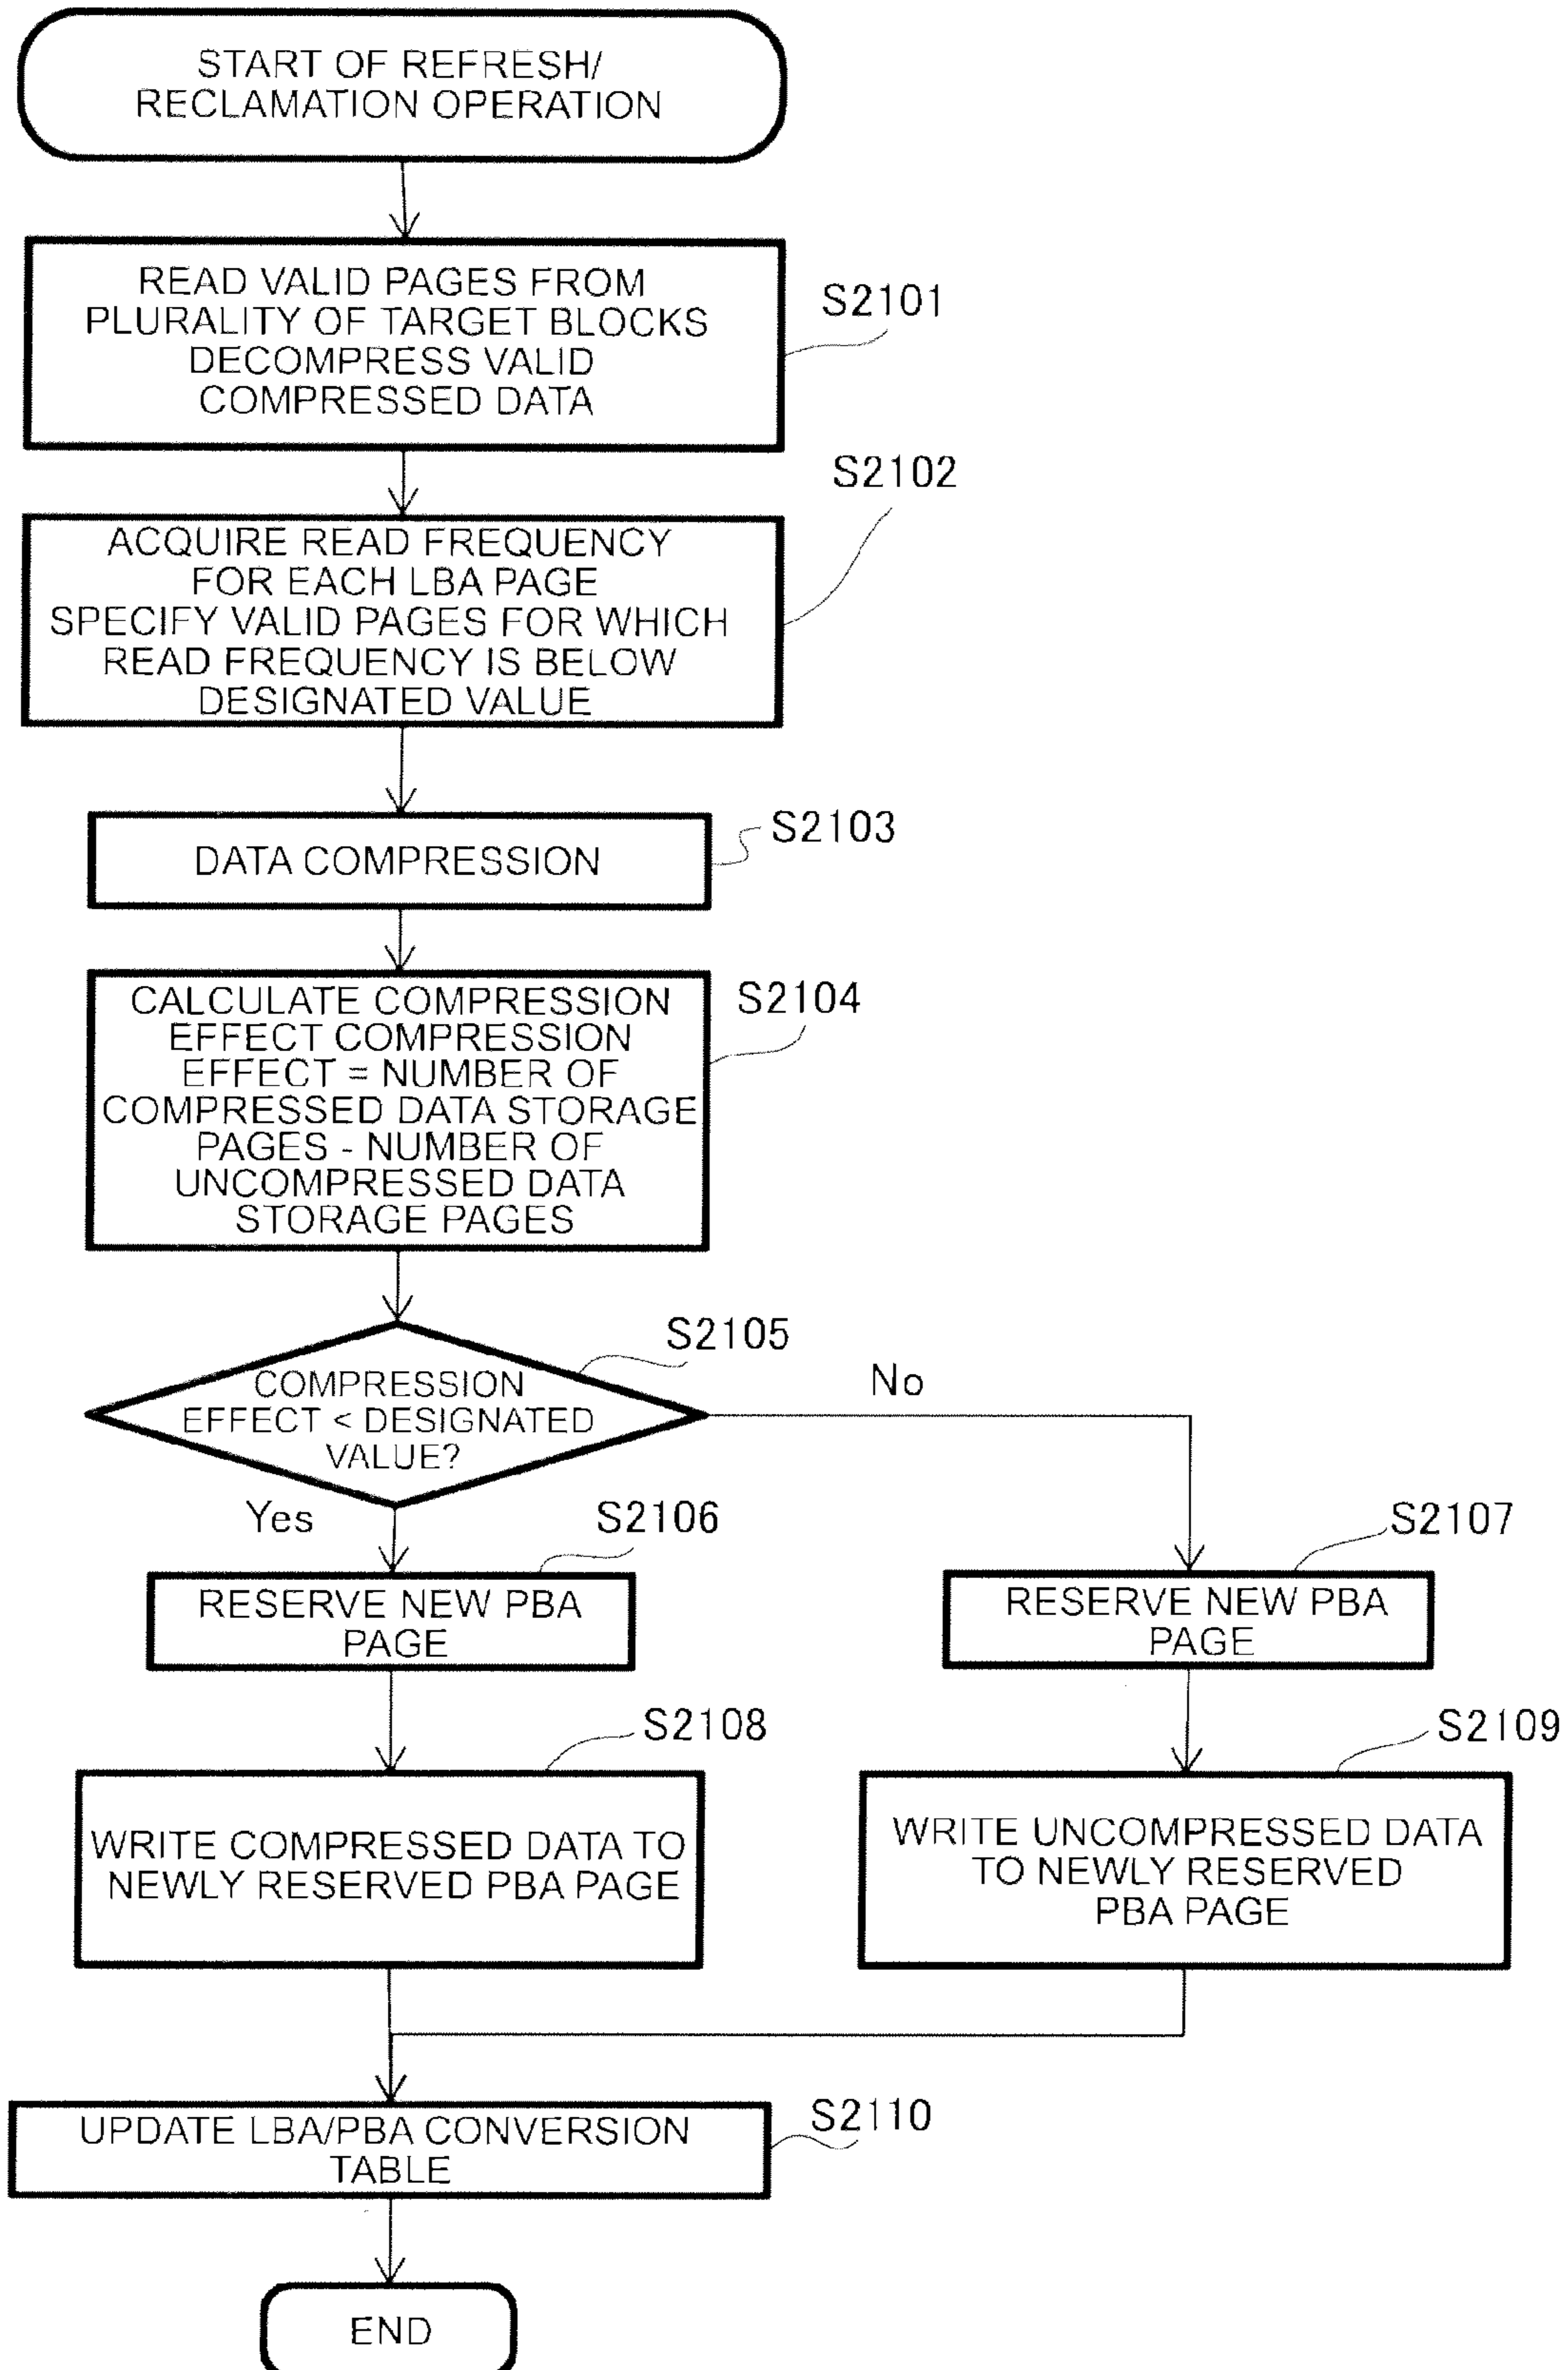 START OF REFRESH/
RECLAMATION OPERATION
READ VALID PAGES FROM
PLURALITY OF TARGET BLOCKS
DECOMPRESS VALID
COMPRESSED DATA
S2101
S2102
ACQUIRE READ FREQUENCY
FOR EACH LBA PAGE
SPECIFY VALID PAGES FOR WHICH
READ FREQUENCY IS BELOW
DESIGNATED VALUE
S2103
DATA COMPRESSION
S2104
CALCULATE COMPRESSION
EFFECT COMPRESSION
EFFECT = NUMBER OF
COMPRESSED DATA STORAGE
PAGES - NUMBER OF
UNCOMPRESSED DATA
STORAGE PAGES
S2105
COMPRESSION
EFFECT < DESIGNATED
VALUE?
No
Yes
S2106
S2107
RESERVE NEW PBA
PAGE
RESERVE NEW PBA
PAGE
S2108
S2109
WRITE COMPRESSED DATA TO
NEWLY RESERVED PBA PAGE
WRITE UNCOMPRESSED DATA
TO NEWLY RESERVED
PBA PAGE
S2110
UPDATE LBA/PBA CONVERSION
TABLE
END